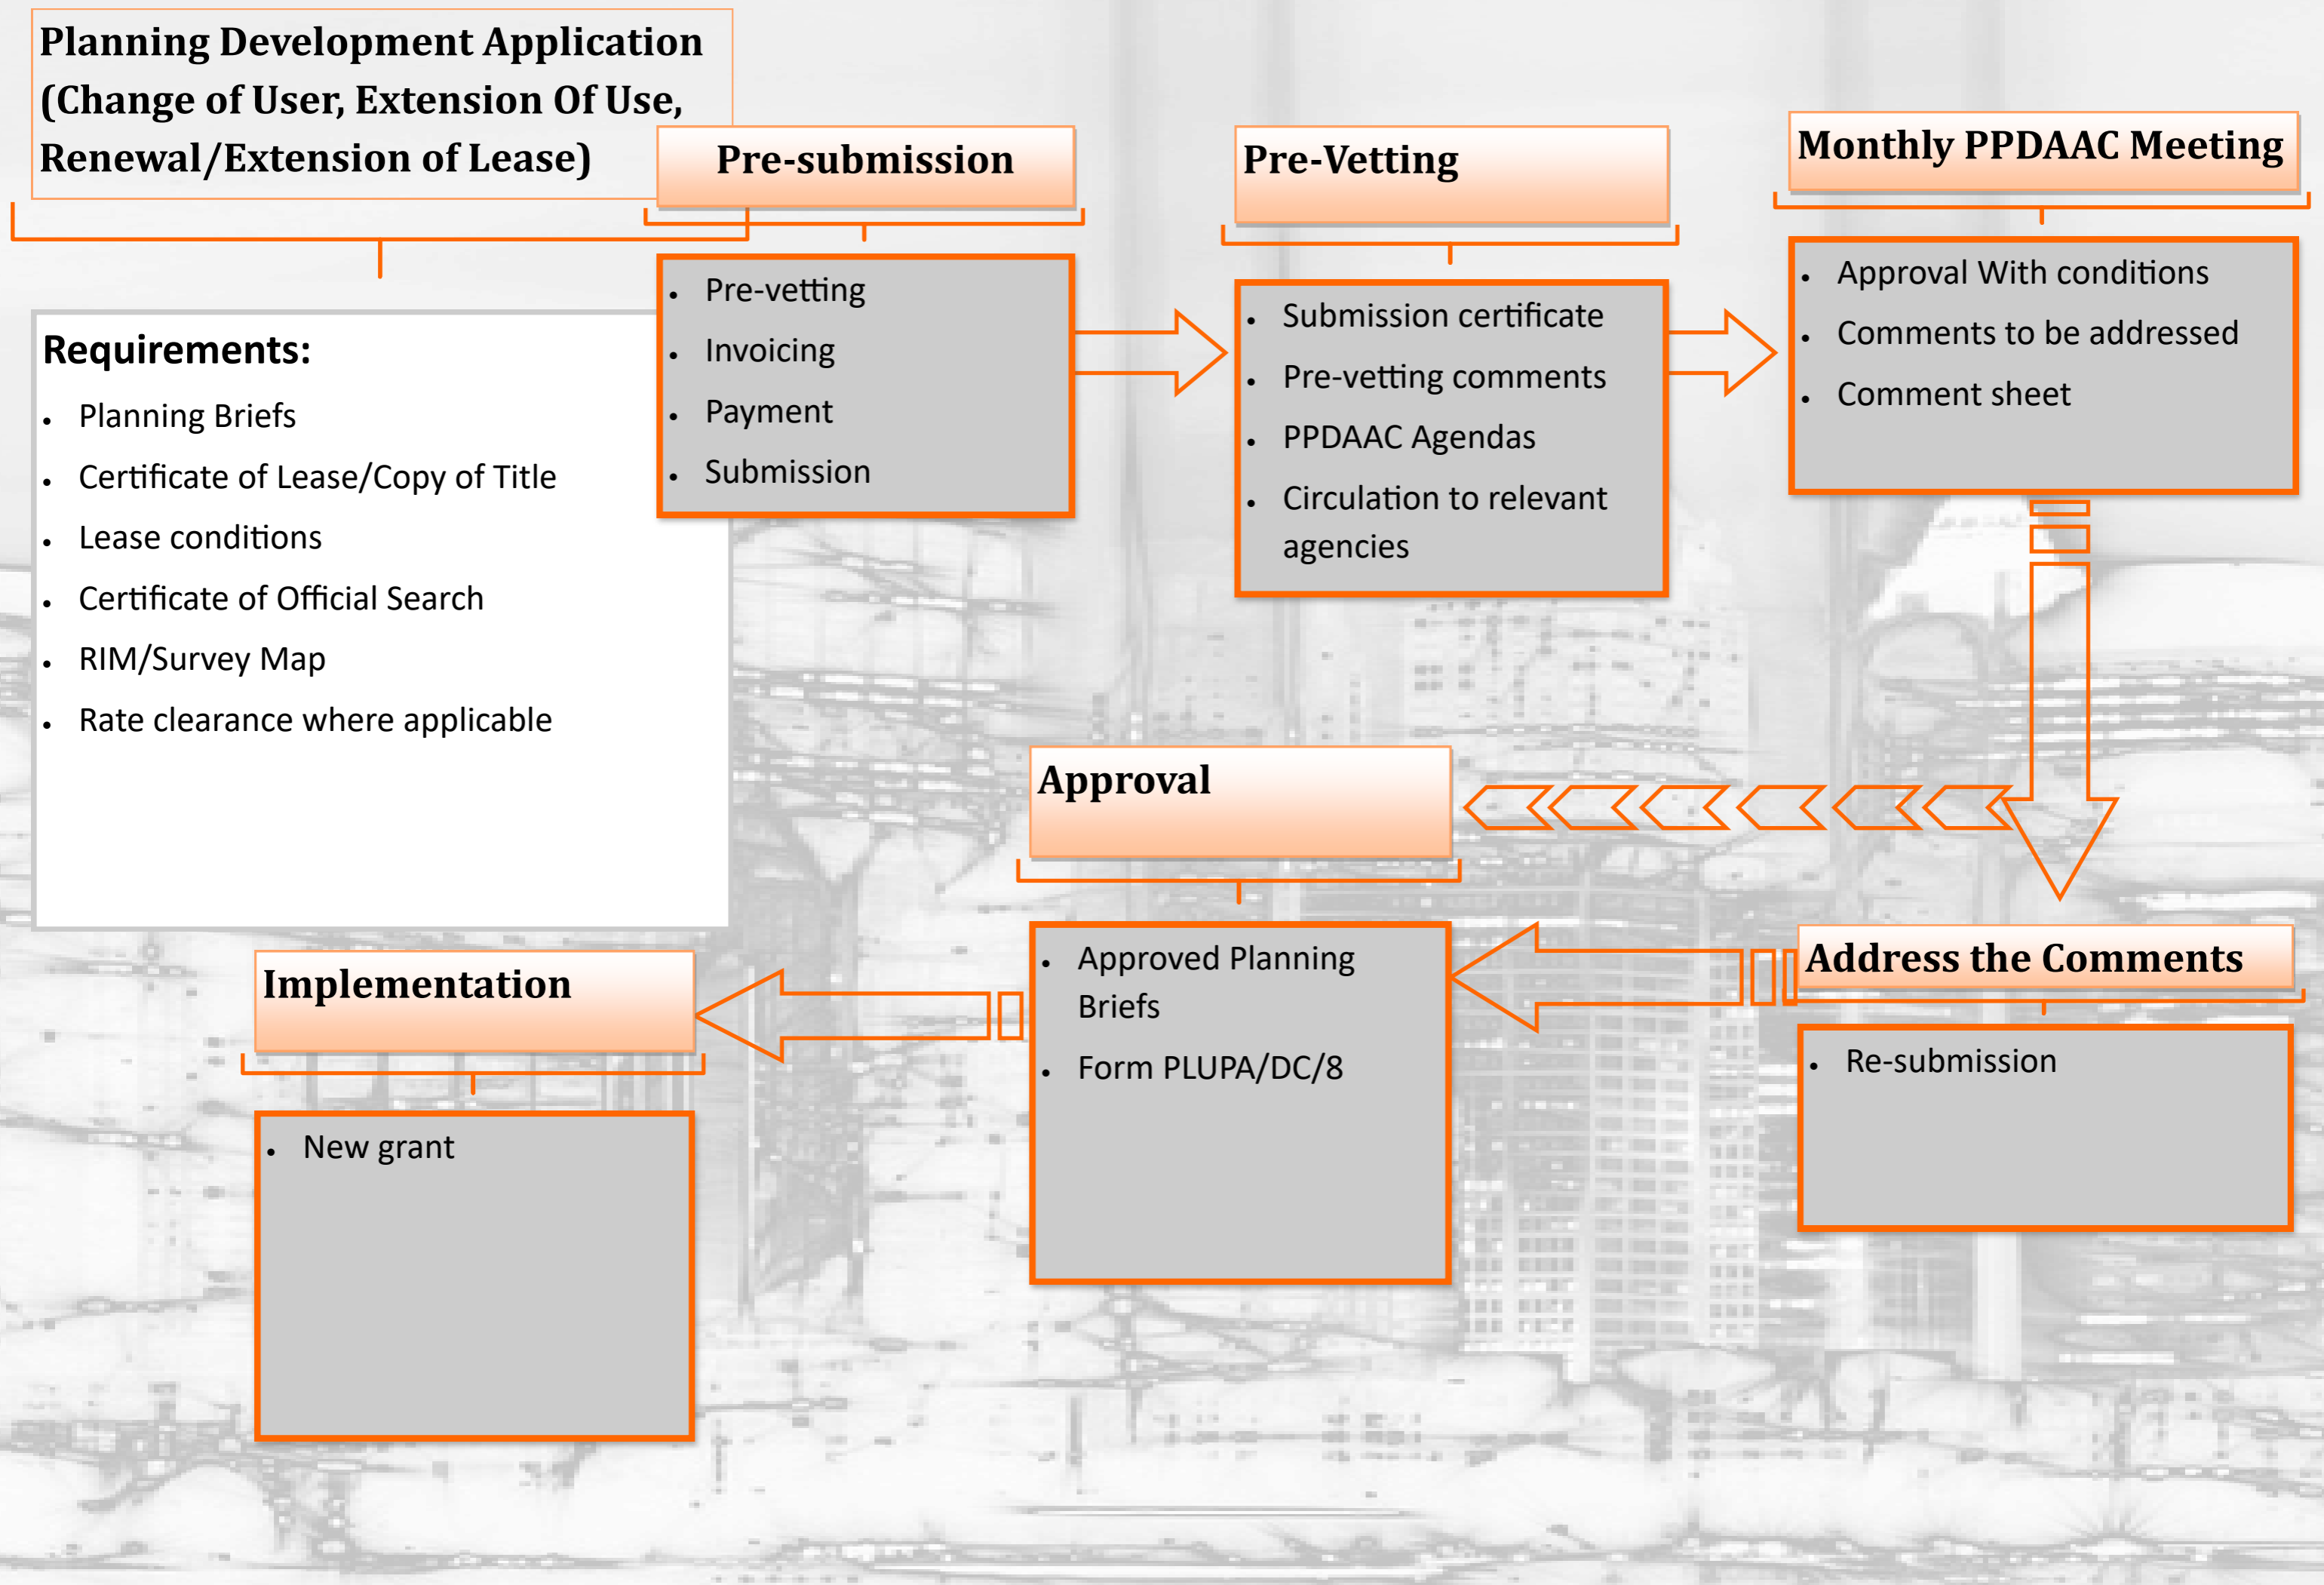 Planning Development Application
(Change of User, Extension Of Use,
Renewal/Extension of Lease)
Requirements:
• Planning Briefs
• Certificate of Lease/Copy of Title
• Lease conditions
• Certificate of Official Search
• RIM/Survey Map
• Rate clearance where applicable
Pre-submission
• Pre-vetting
• Invoicing
• Payment
• Submission
Pre-Vetting
• Submission certificate
• Pre-vetting comments
• PPDAAC Agendas
• Circulation to relevant
agencies
Monthly PPDAAC Meeting
• Approval With conditions
• Comments to be addressed
• Comment sheet
Address the Comments
• Re-submission
Approval
• Approved Planning
Briefs
• Form PLUPA/DC/8
Implementation
• New grant